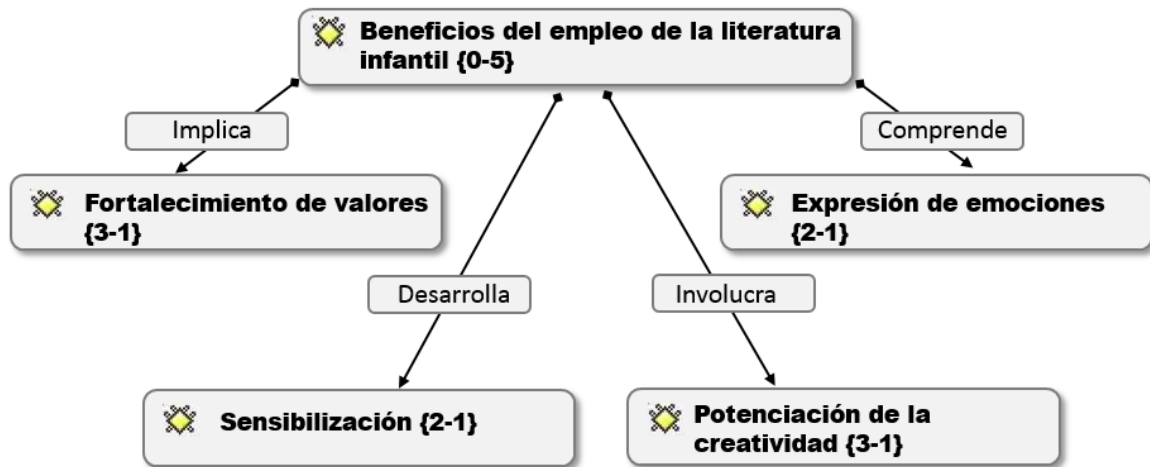 Beneficios del empleo de la literatura
infantil {0-5}
Implica
Comprende
Fortalecimiento de valores
{3-1}
Expresión de emociones
{2-1}
Desarrolla
Involucra
Sensibilización {2-1}
Potenciación de la
creatividad {3-1}